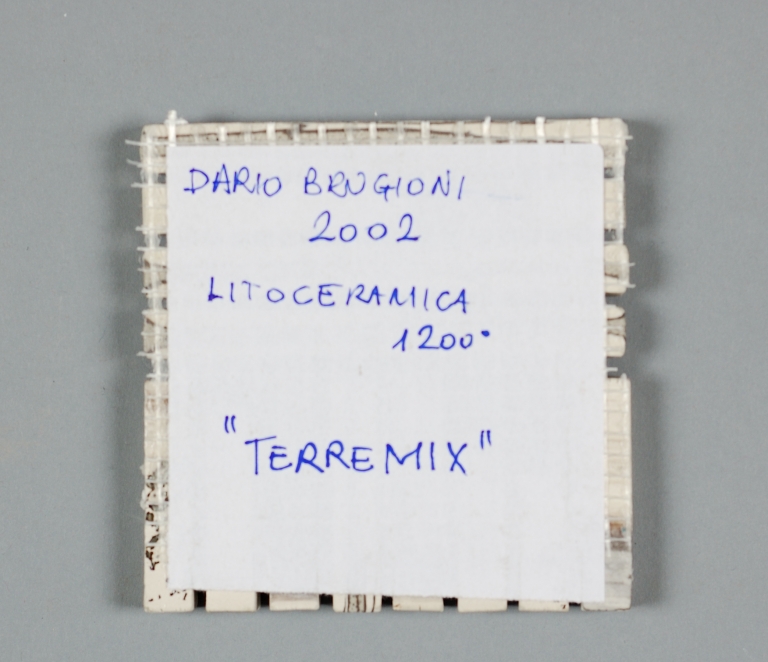 DARIO BRUGIONI
2002
LITOCERAMICA
1200°
"TERREMIX"